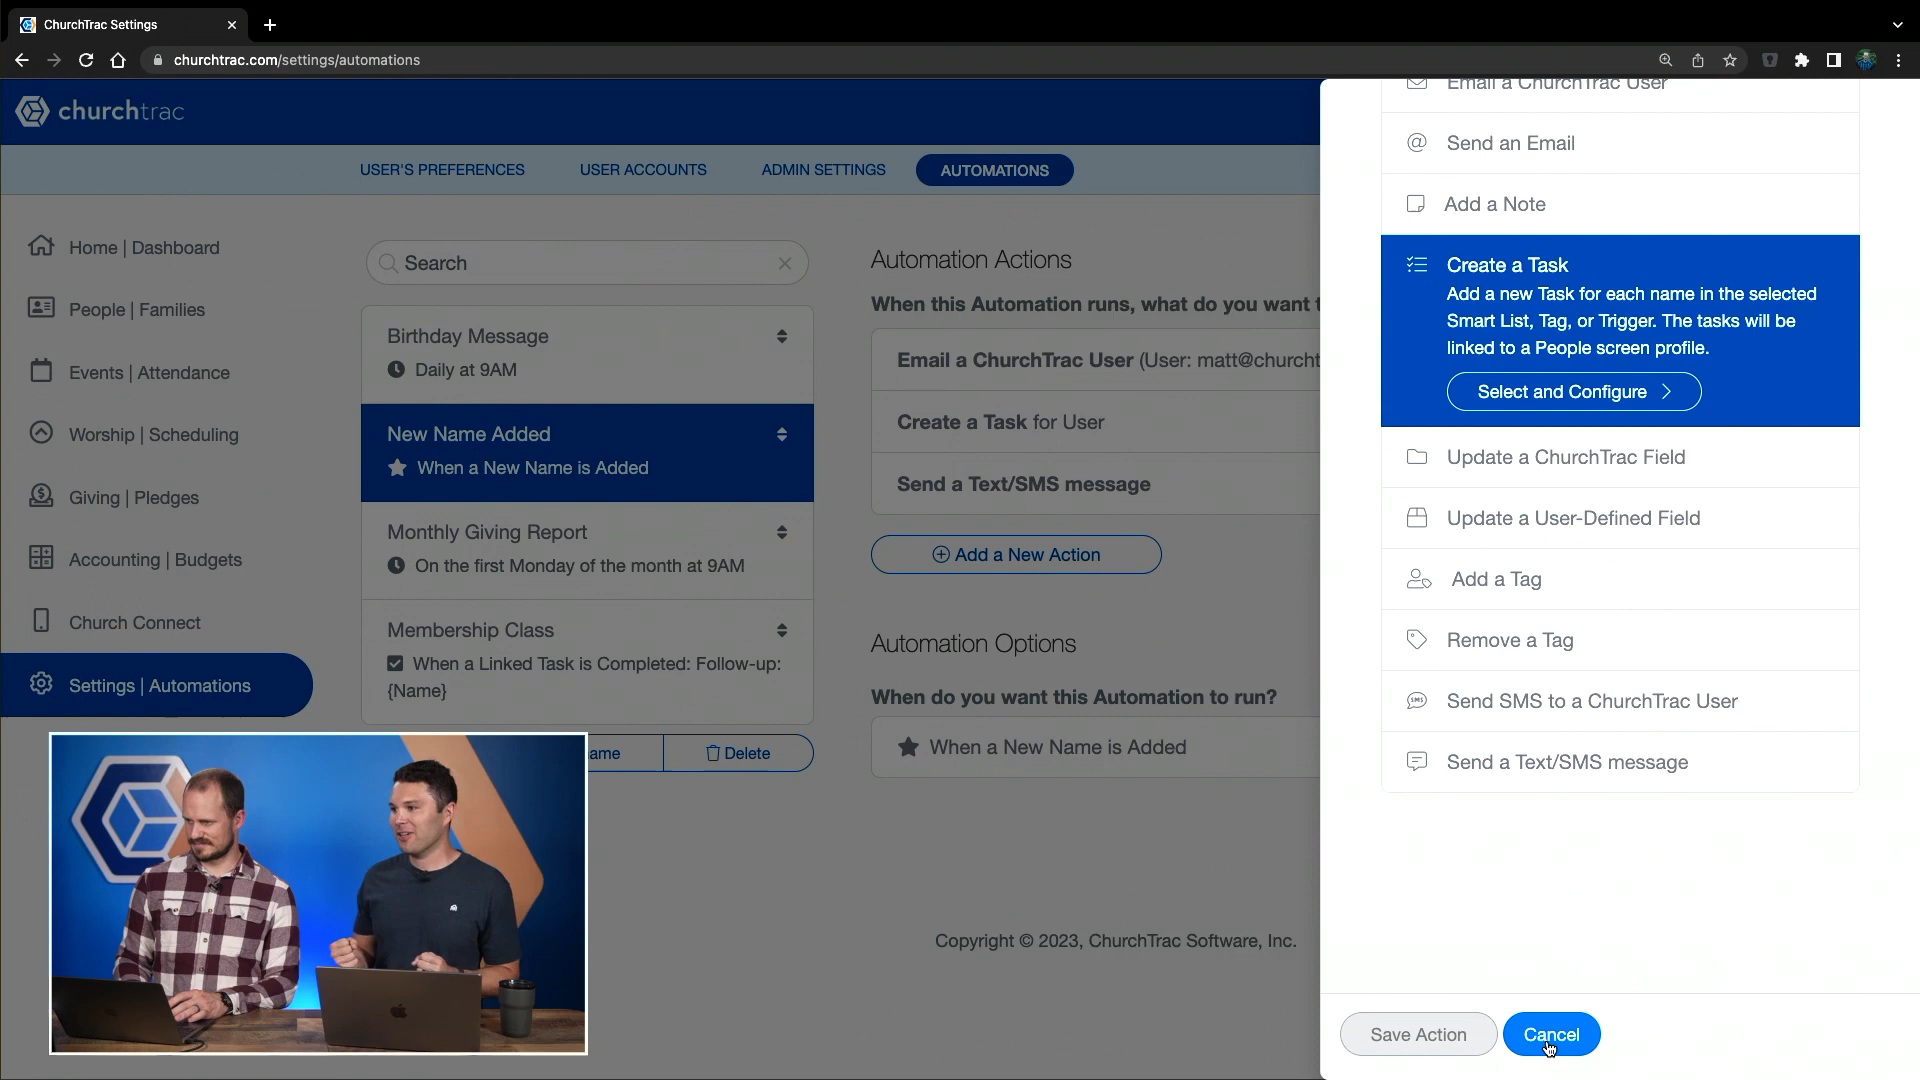 ChurchTrac Settings
churchtrac.com/settings/automations
churchtrac
USER'S PREFERENCES
USER ACCOUNTS
ADMIN SETTINGS
AUTOMATIONS
Home | Dashboard
People | Families
Events | Attendance
Worship | Scheduling
Giving | Pledges
Accounting | Budgets
Church Connect
Settings | Automations
Search
Birthday Message
Daily at 9AM
New Name Added
When a New Name is Added
Monthly Giving Report
On the first Monday of the month at 9AM
Membership Class
When a Linked Task is Completed: Follow-up:
{Name}
ame
Delete
Automation Actions
When this Automation runs, what do you want t
Email a ChurchTrac User (User: matt@churcht
Create a Task for User
Send a Text/SMS message
Add a New Action
Automation Options
When do you want this Automation to run?
When a New Name is Added
Copyright © 2023, ChurchTrac Software, Inc.
Email a ChurchTrac User
Send an Email
Add a Note
Create a Task
Add a new Task for each name in the selected
Smart List, Tag, or Trigger. The tasks will be
linked to a People screen profile.
Select and Configure
Update a ChurchTrac Field
Update a User-Defined Field
Add a Tag
Remove a Tag
SMS Send SMS to a ChurchTrac User
Send a Text/SMS message
Save Action
Cancel